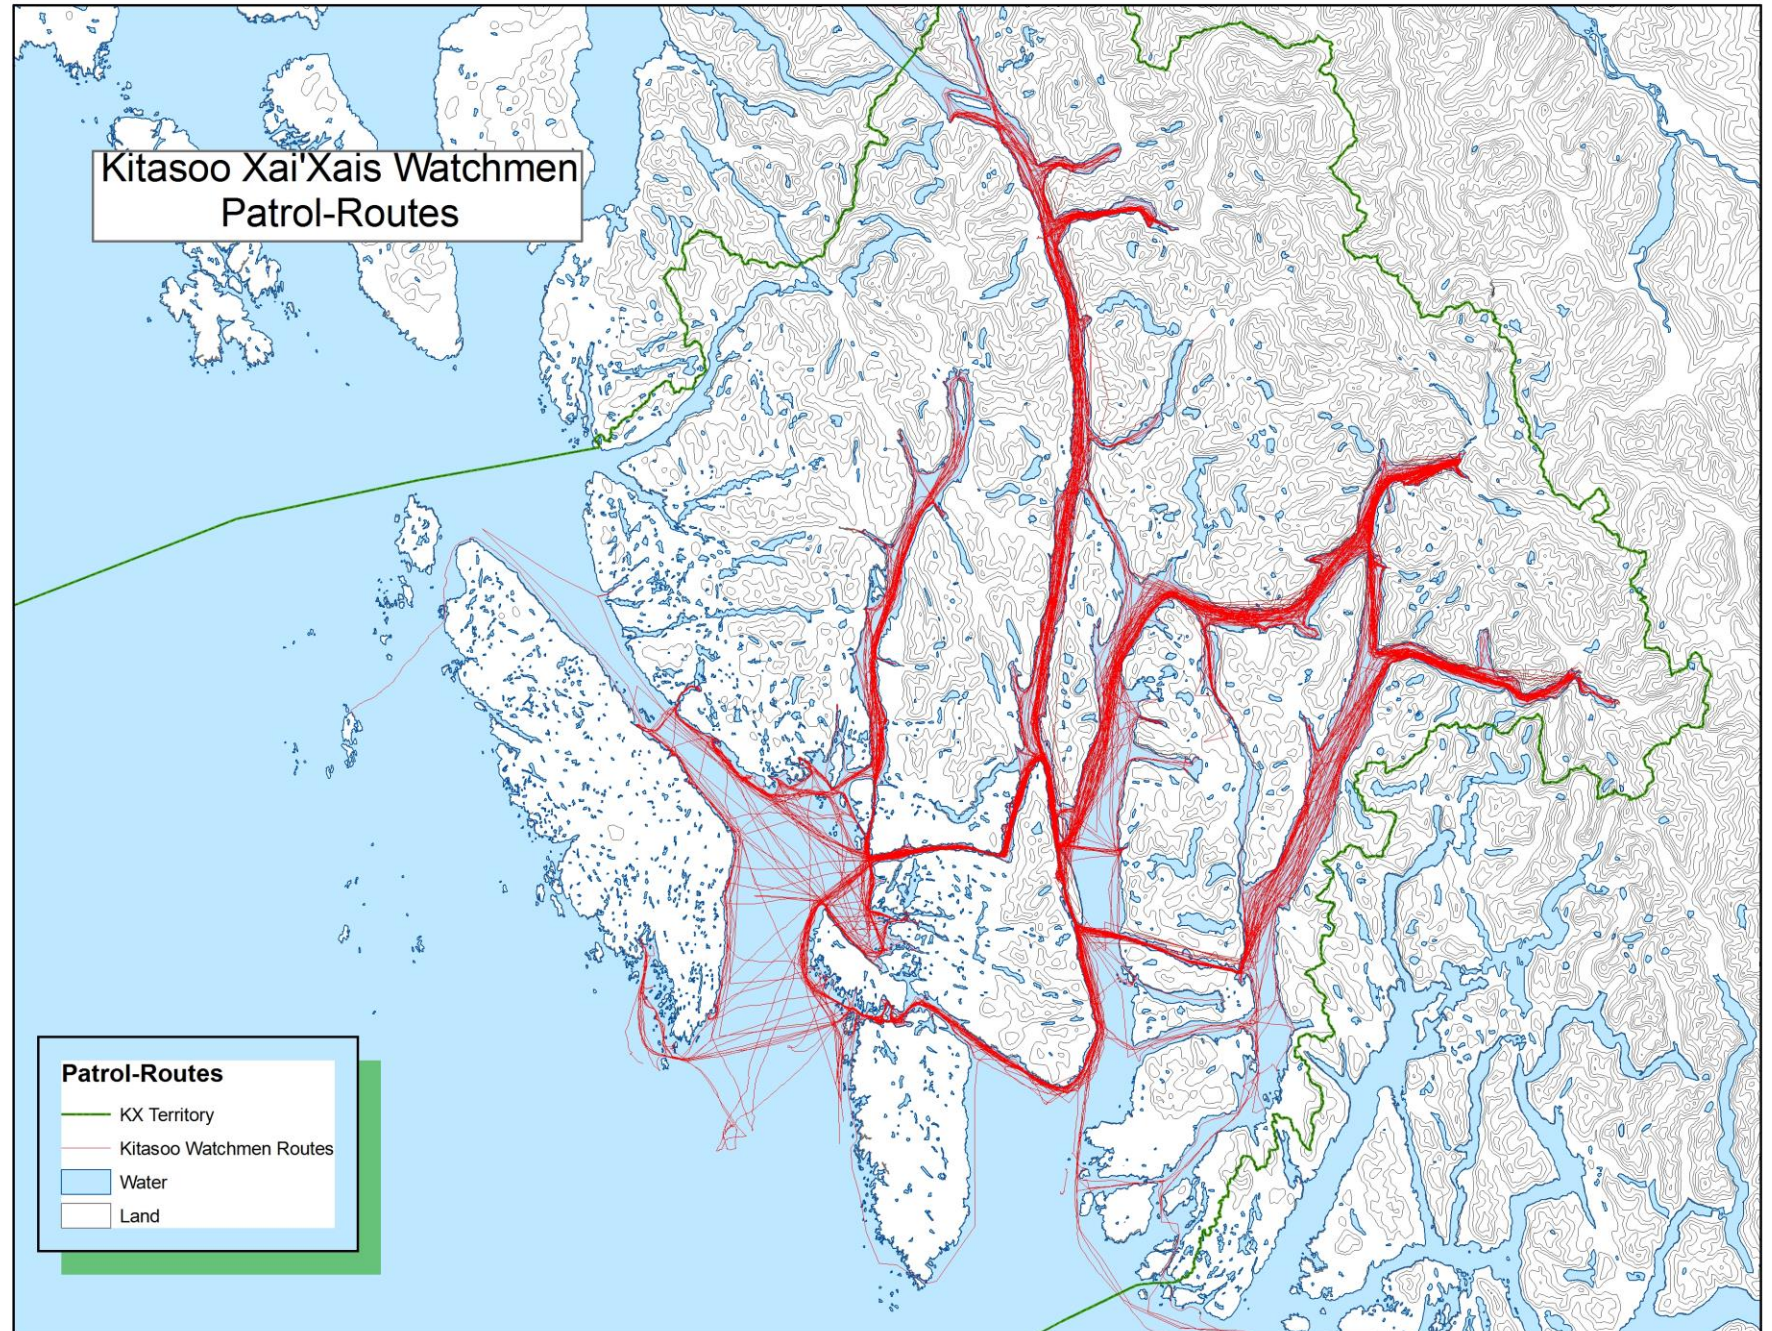 Kitasoo Xai'Xais Watchmen
Patrol-Routes
Patrol-Routes
KX Territory
Kitasoo Watchmen Routes
Water
Land